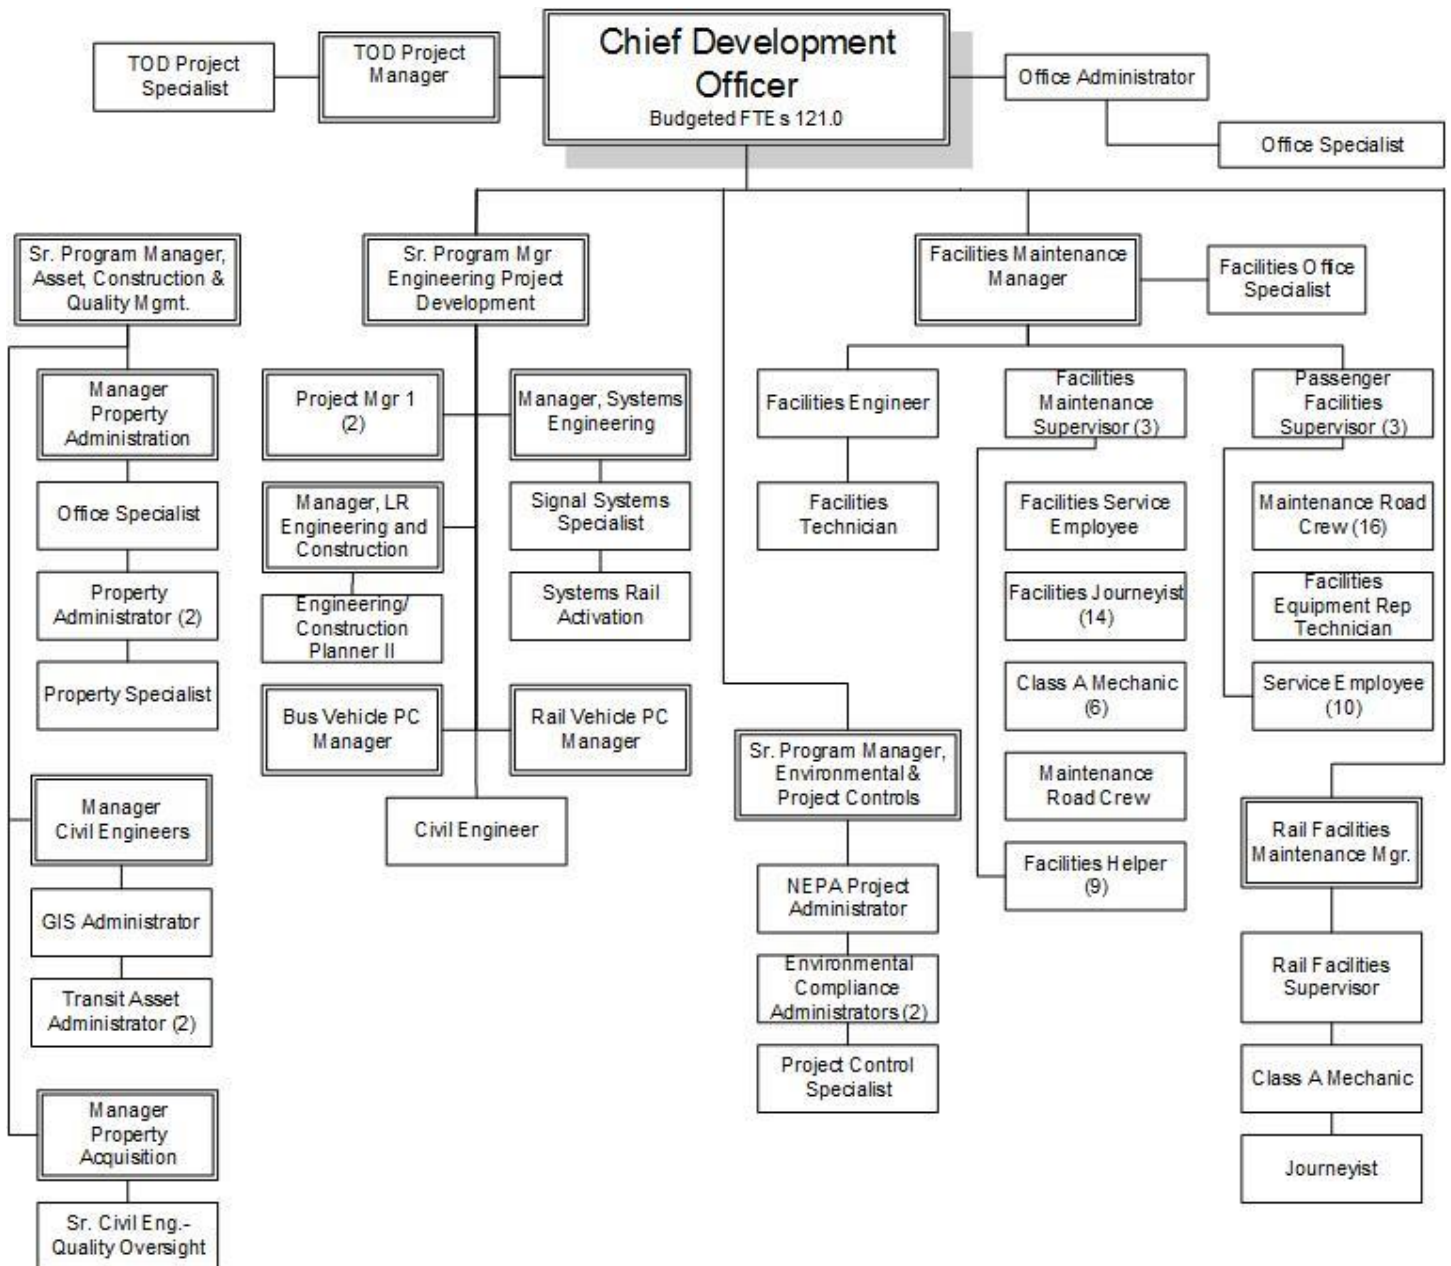 TOD Project
Specialist
TOD Project
Manager
Chief Development
Officer
Budgeted FTE s 121.0
Office Administrator
Office Specialist
Sr. Program Manager,
Asset, Construction &
Quality Mgmt.
Manager
Property
Administration
Office Specialist
Property
Administrator (2)
Property Specialist
Manager
Civil Engineers
GIS Administrator
Transit Asset
Administrator (2)
Manager
Property
Acquisition
Sr. Civil Eng.-
Quality Oversight
Sr. Program Mgr
Engineering Project
Development
Project Mgr 1
(2)
Manager, Systems
Engineering
Manager, LR
Engineering and
Construction
Signal Systems
Specialist
Engineering/
Construction
Planner II
Systems Rail
Activation
Bus Vehicle PC
Manager
Rail Vehicle PC
Manager
Civil Engineer
Sr. Program Manager,
Environmental &
Project Controls
NEPA Project
Administrator
Environmental
Compliance
Administrators (2)
Project Control
Specialist
Facilities Maintenance
Manager
Facilities Office
Specialist
Facilities Engineer
Facilities
Technician
Facilities
Maintenance
Supervisor (3)
Facilities Service
Employee
Facilities Journeyist
(14)
Class A Mechanic
(6)
Maintenance
Road Crew
Facilities Helper
(9)
Passenger
Facilities
Supervisor (3)
Maintenance Road
Crew (16)
Facilities
Equipment Rep
Technician
Service Employee
(10)
Rail Facilities
Maintenance Mgr.
Rail Facilities
Supervisor
Class A Mechanic
Journeyist